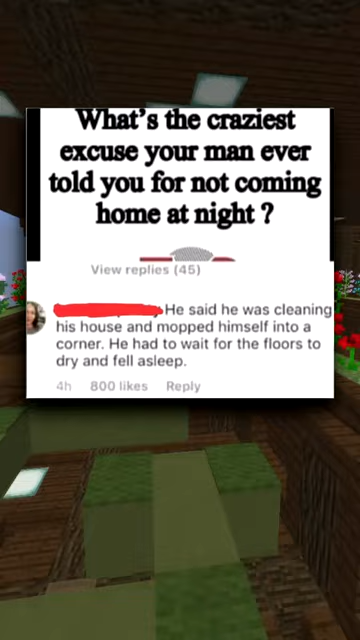 What's the craziest
excuse your man ever
told you for not coming
home at night ?
View replies (45)
He said he was cleaning
his house and mopped himself into a
corner. He had to wait for the floors to
dry and fell asleep.
4h 800 likes Reply